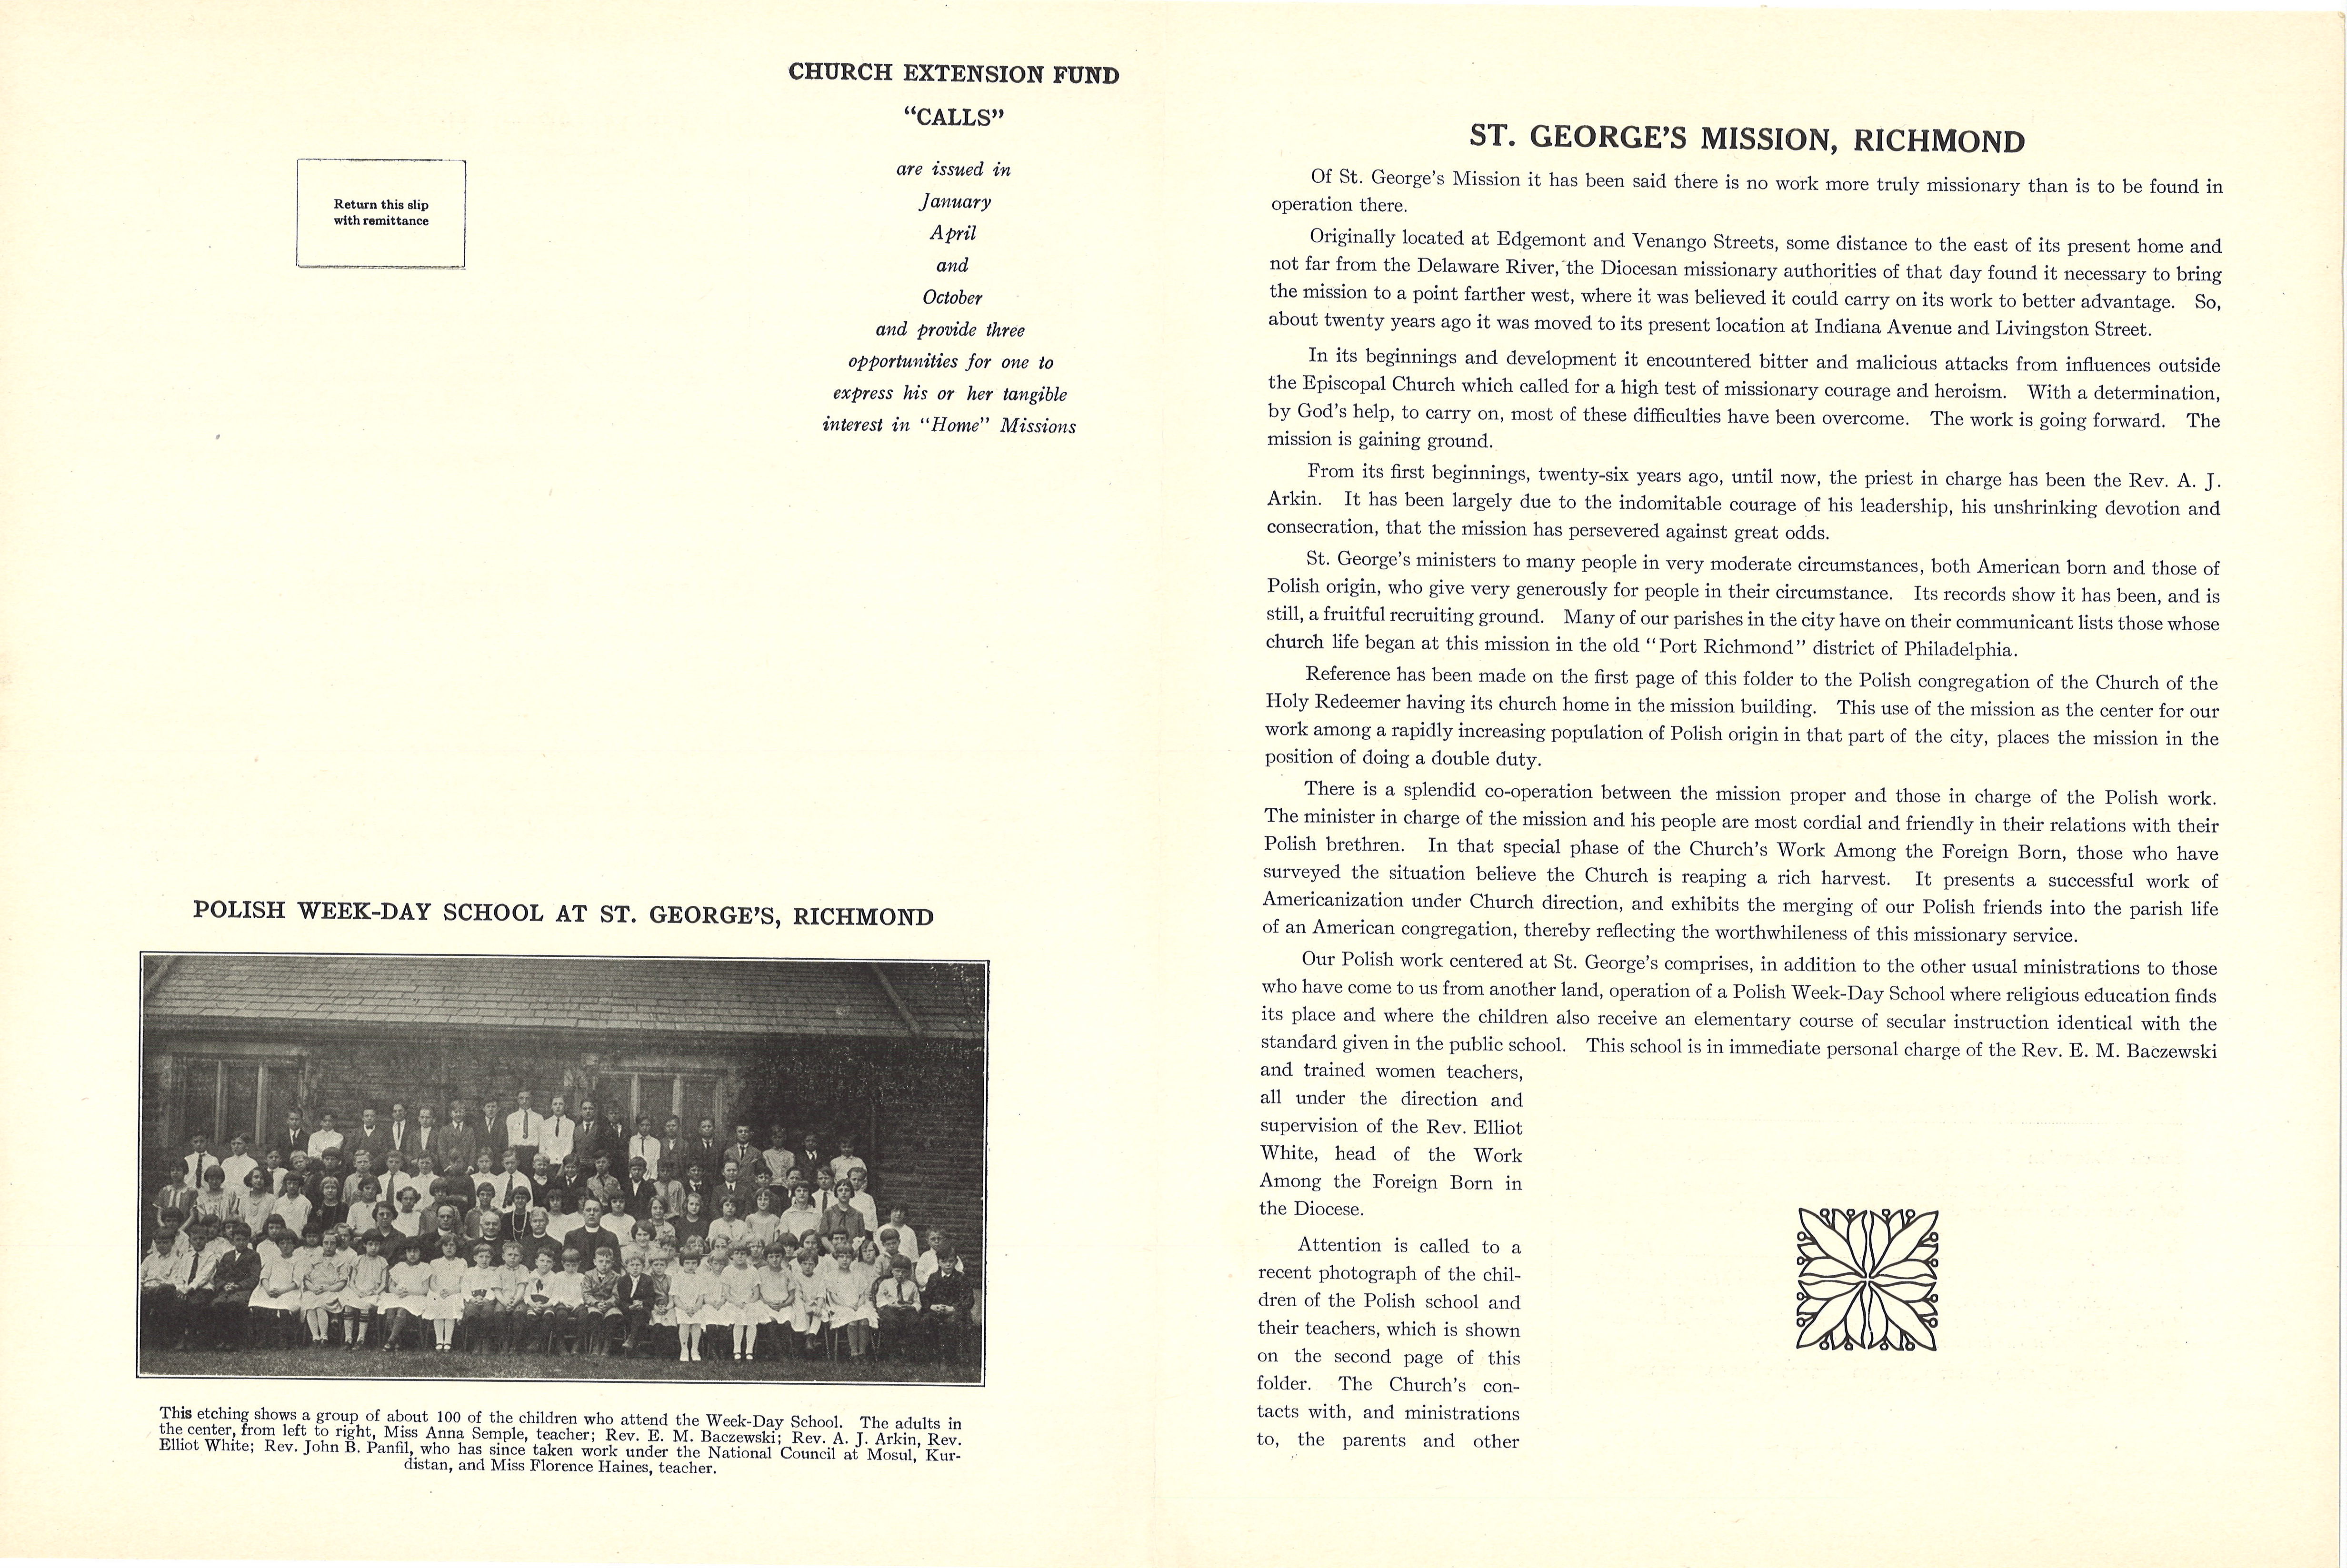 CHURCH EXTENSION FUND
“CALLS”
are issued in
January
April
and
October
and provide three
opportunities for one to
express his or her tangible
interest in “Home” Missions
Return this slip
with remittance
POLISH WEEK-DAY SCHOOL AT ST. GEORGE’S, RICHMOND
This etching shows a group of about 100 of the children who attend the Week-Day School. The adults in
the center, from left to right, Miss Anna Semple, teacher; Rev. E. M. Baczewski; Rev. A. J. Arkin, Rev.
Elliot White; Rev. John B. Panfil, who has since taken work under the National Council at Mosul, Kur-
distan, and Miss Florence Haines, teacher.
ST. GEORGE’S MISSION, RICHMOND
Of St. George’s Mission it has been said there is no work more truly missionary than is to be found in
operation there.
Originally located at Edgemont and Venango Streets, some distance to the east of its present home and
not far from the Delaware River, the Diocesan missionary authorities of that day found it necessary to bring
the mission to a point farther west, where it was believed it could carry on its work to better advantage. So,
about twenty years ago it was moved to its present location at Indiana Avenue and Livingston Street.
In its beginnings and development it encountered bitter and malicious attacks from influences outside
the Episcopal Church which called for a high test of missionary courage and heroism. With a determination,
by God’s help, to carry on, most of these difficulties have been overcome. The work is going forward. The
mission is gaining ground.
From its first beginnings, twenty-six years ago, until now, the priest in charge has been the Rev. A. J.
Arkin. It has been largely due to the indomitable courage of his leadership, his unshrinking devotion and
consecration, that the mission has persevered against great odds.
St. George’s ministers to many people in very moderate circumstances, both American born and those of
Polish origin, who give very generously for people in their circumstance. Its records show it has been, and is
still, a fruitful recruiting ground. Many of our parishes in the city have on their communicant lists those whose
church life began at this mission in the old “Port Richmond” district of Philadelphia.
Reference has been made on the first page of this folder to the Polish congregation of the Church of the
Holy Redeemer having its church home in the mission building. This use of the mission as the center for our
work among a rapidly increasing population of Polish origin in that part of the city, places the mission in the
position of doing a double duty.
There is a splendid co-operation between the mission proper and those in charge of the Polish work.
The minister in charge of the mission and his people are most cordial and friendly in their relations with their
Polish brethren. In that special phase of the Church’s Work Among the Foreign Born, those who have
surveyed the situation believe the Church is reaping a rich harvest. It presents a successful work of
Americanization under Church direction, and exhibits the merging of our Polish friends into the parish life
of an American congregation, thereby reflecting the worthwhileness of this missionary service.
Our Polish work centered at St. George’s comprises, in addition to the other usual ministrations to those
who have come to us from another land, operation of a Polish Week-Day School where religious education finds
its place and where the children also receive an elementary course of secular instruction identical with the
standard given in the public school. This school is in immediate personal charge of the Rev. E. M. Baczewski
and trained women teachers,
all under the direction and
supervision of the Rev. Elliot
White, head of the Work
Among the Foreign Born in
the Diocese.
Attention is called to a
recent photograph of the chil-
dren of the Polish school and
their teachers, which is shown
on the second page of this
folder. The Church’s con-
tacts with, and ministrations
to, the parents and other